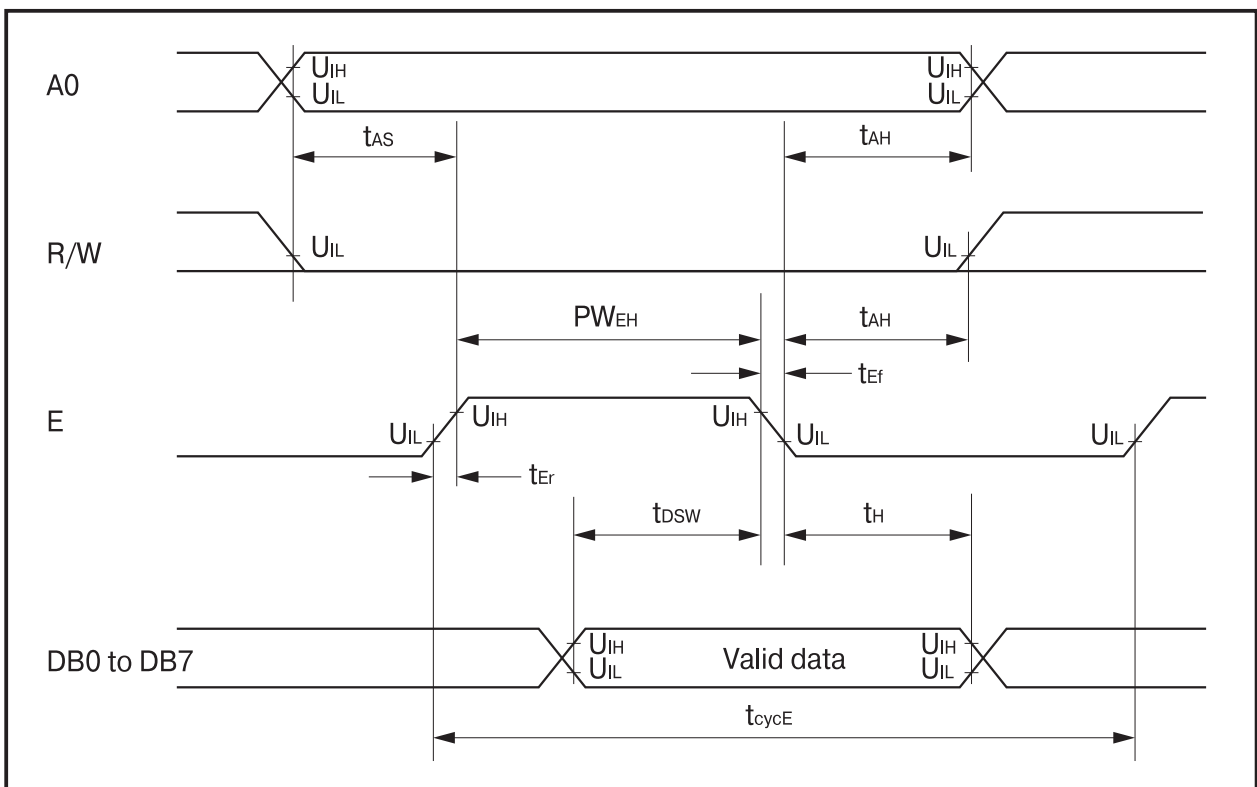 A0
UIH
UIL
UIH
UIL
tAS
tAH
R/W
UIL
UIL
PWEH
tAH
tEf
E
UIL
UIH
UIH
UIL
UIL
tEr
tDSW
tH
DB0 to DB7
UIH
UIL
Valid data
UIH
UIL
tcycE